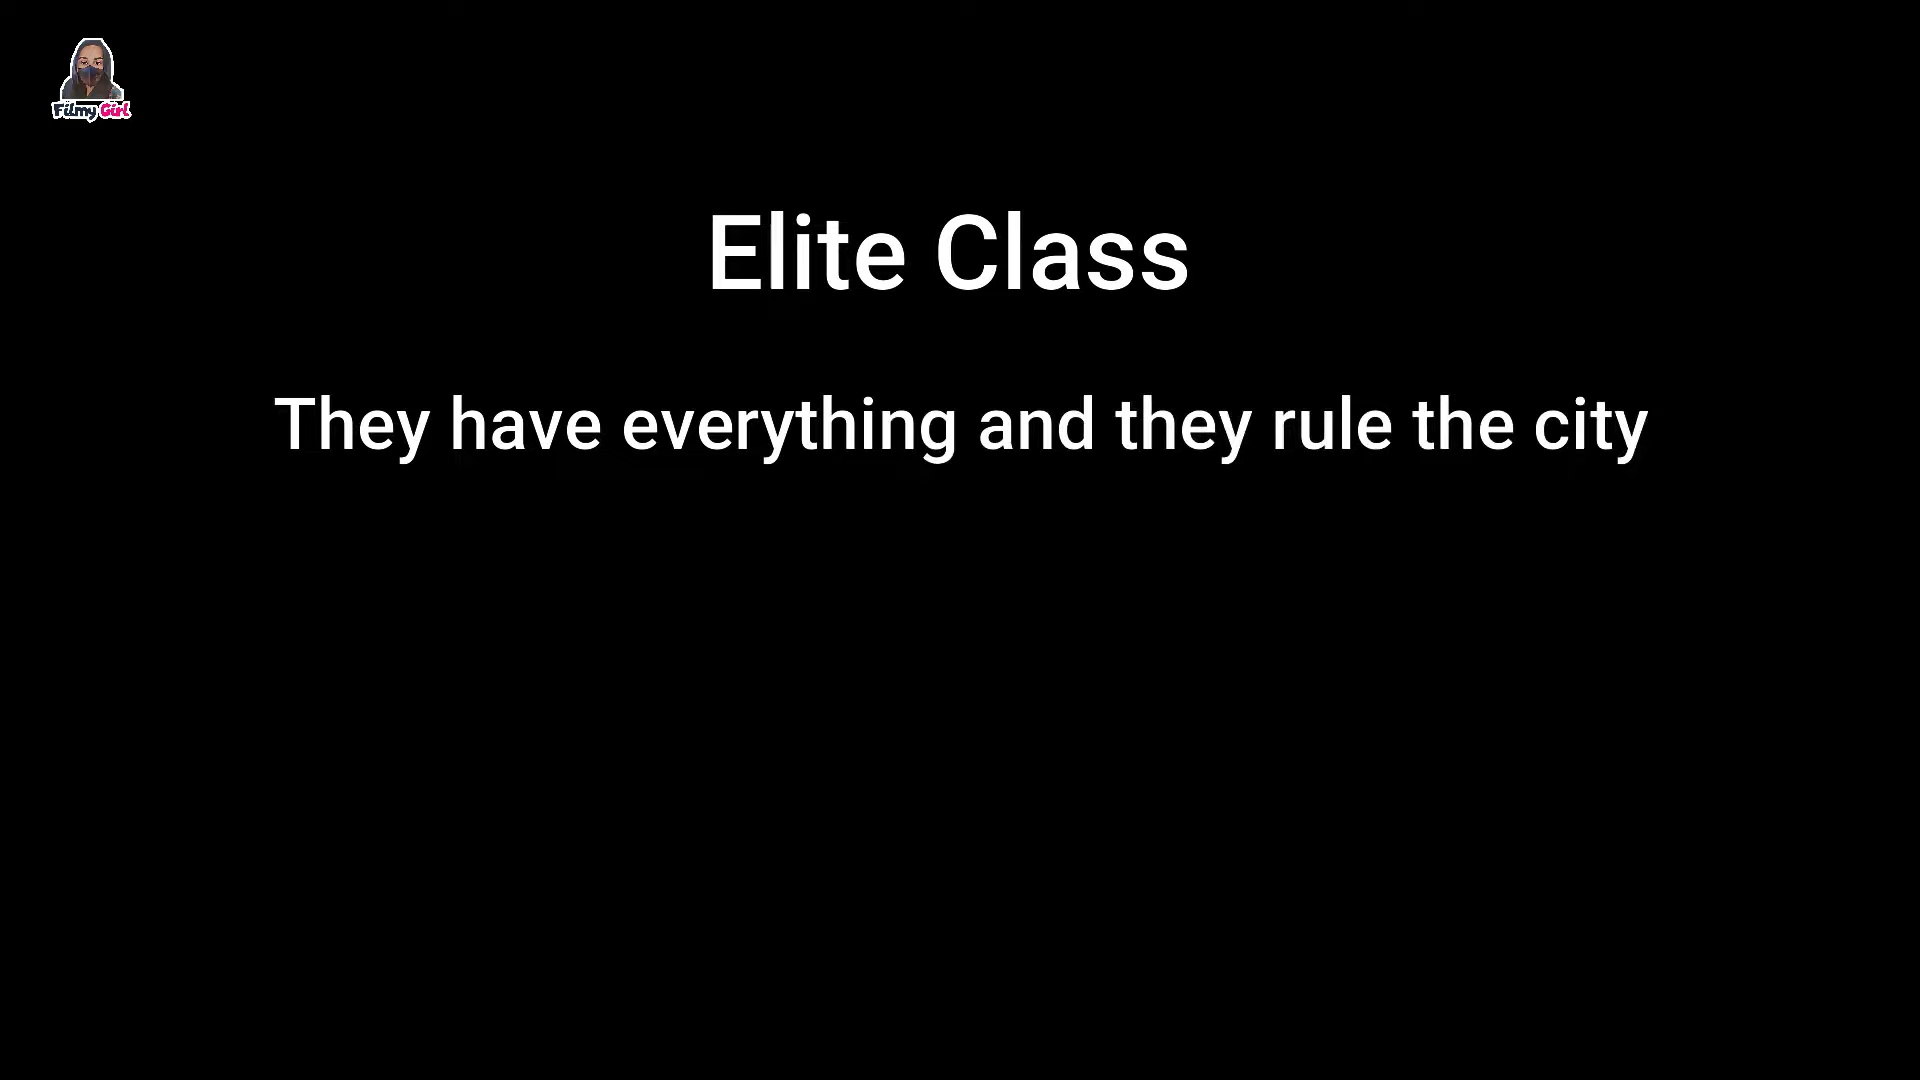 Filmy Girl
Elite Class
They have everything and they rule the city